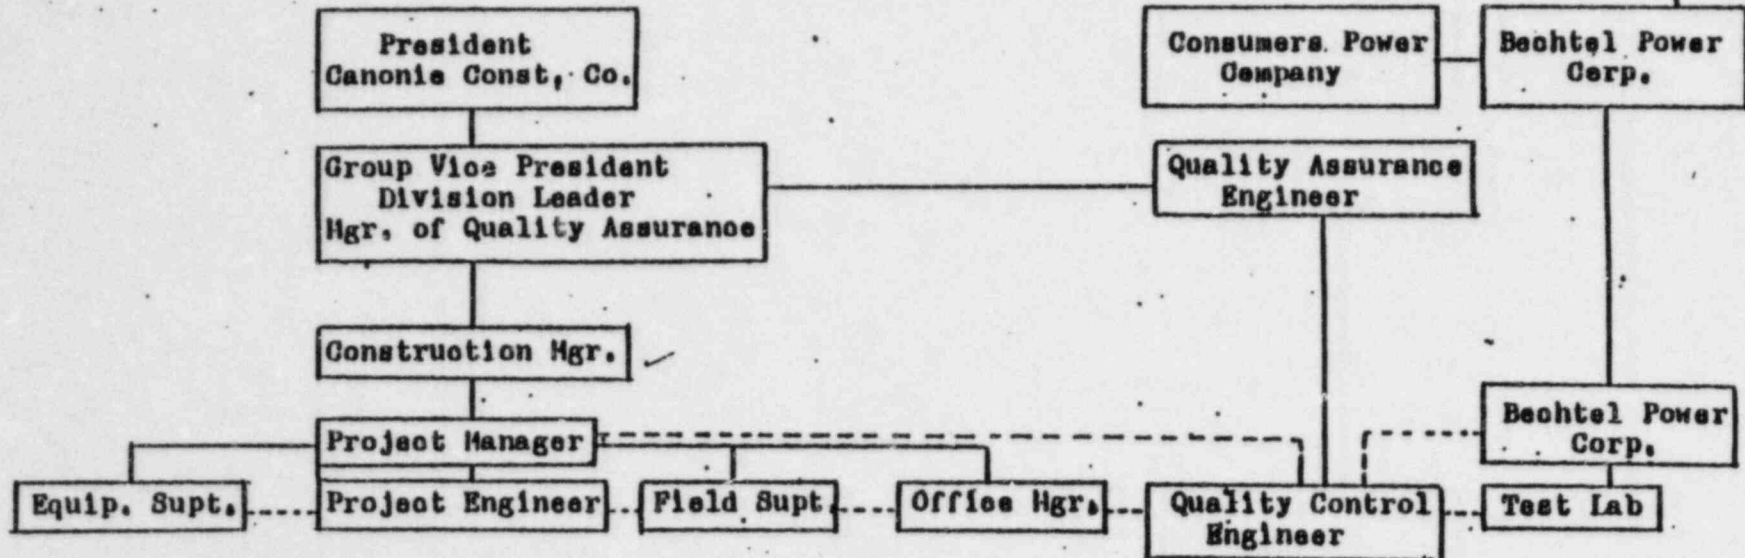 President
Canonie Const, Co.
Consumers Power
Company
Bechtel Power
Corp.
Group Vice President
Division Leader
Mgr. of Quality Assurance
Quality Assurance
Engineer
Construction Mgr.
Project Manager
Bechtel Power
Corp.
Equip. Supt.
Project Engineer
Field Supt
Office Mgr.
Quality Control
Engineer
Test Lab